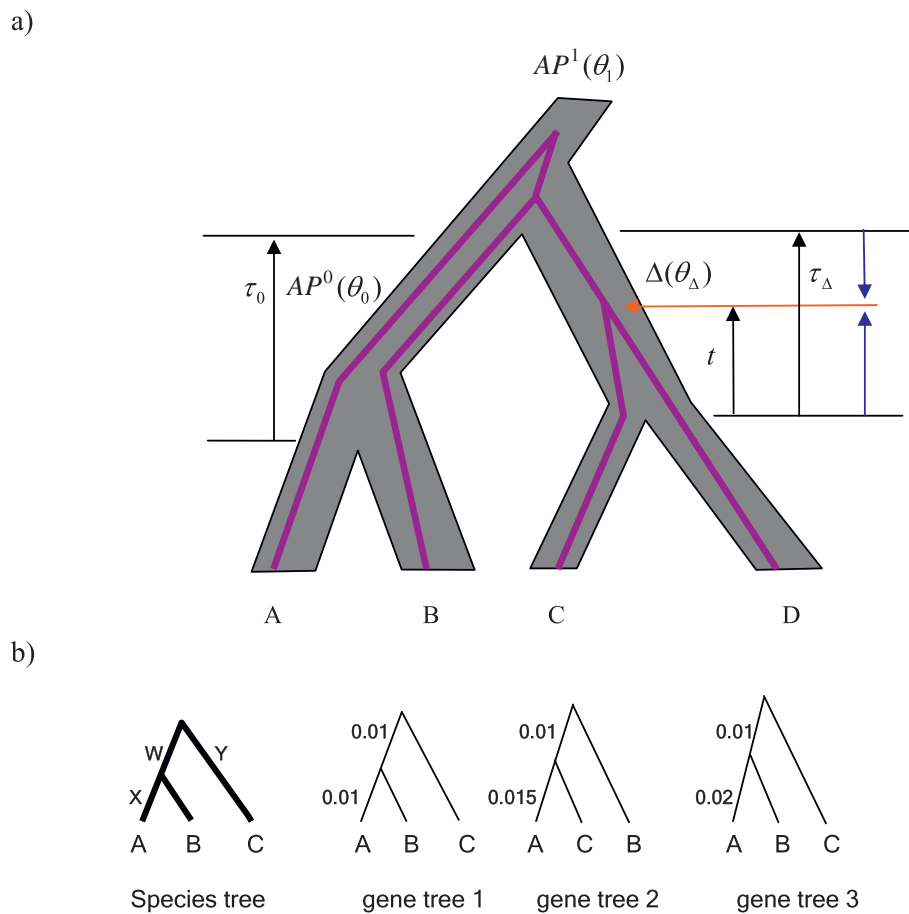 a)
AP¹(θ₁)
τ₀ AP⁰(θ₀)
Δ(θ_Δ) τ_Δ
t
A B C D
b)
W Y 0.01 0.01 0.01
X 0.01 0.015 0.02
A B C A B C A C B A B C
Species tree gene tree 1 gene tree 2 gene tree 3